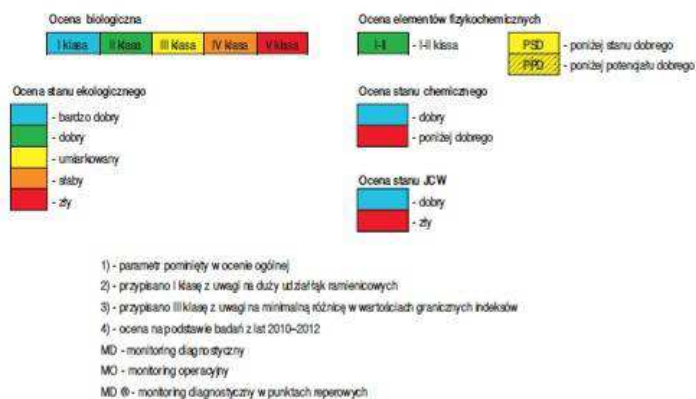 Ocena biologiczna
I klasa II klasa III klasa IV klasa V klasa
Ocena elementów fizykochemicznych
I-II - I-II klasa
PSD - poniżej stanu dobrego
PPD - poniżej potencjału dobrego
Ocena stanu ekologicznego
- bardzo dobry
- dobry
- umiarkowany
- słaby
- zły
Ocena stanu chemicznego
- dobry
- poniżej dobrego
Ocena stanu JCW
- dobry
- zły
1) - parametr pominięty w ocenie ogólnej
2) - przypisano I klasę z uwagi na duży udział łąk ramienicowych
3) - przypisano III klasę z uwagi na minimalną różnicę w wartościach granicznych indeksów
4) - ocena na podstawie badań z lat 2010–2012
MD - monitoring diagnostyczny
MO - monitoring operacyjny
MD ® - monitoring diagnostyczny w punktach reperowych